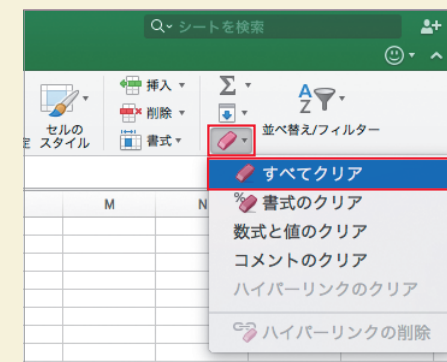 シートを検索
挿入
削除
書式
セルの
スタイル
並べ替え/フィルター
すべてクリア
書式のクリア
数式と値のクリア
コメントのクリア
ハイパーリンクのクリア
ハイパーリンクの削除
M
N